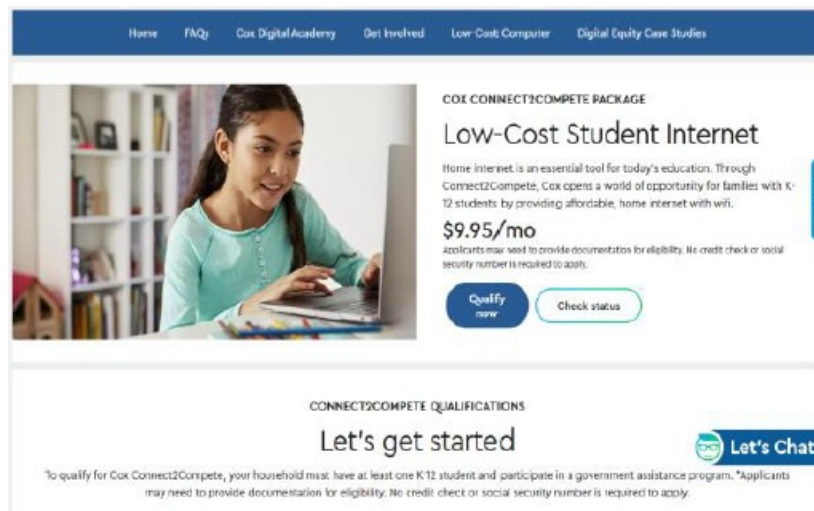 Home FAQs Cox Digital Academy Get Involved Low-Cost Computer Digital Equity Case Studies
COX CONNECT2COMPETE PACKAGE
Low-Cost Student Internet
Home internet is an essential tool for today's education. Through
Connect2Compete, Cox opens a world of opportunity for families with K-
12 students by providing affordable, home internet with wifi.
$9.95/mo
Applicants may need to provide documentation for eligibility. No credit check or social
security number is required to apply.
Qualify
now
Check status
CONNECT2COMPETE QUALIFICATIONS
Let's get started
Let's Chat
To qualify for Cox Connect2Compete, your household must have at least one K-12 student and participate in a government assistance program. *Applicants
may need to provide documentation for eligibility. No credit check or social security number is required to apply.